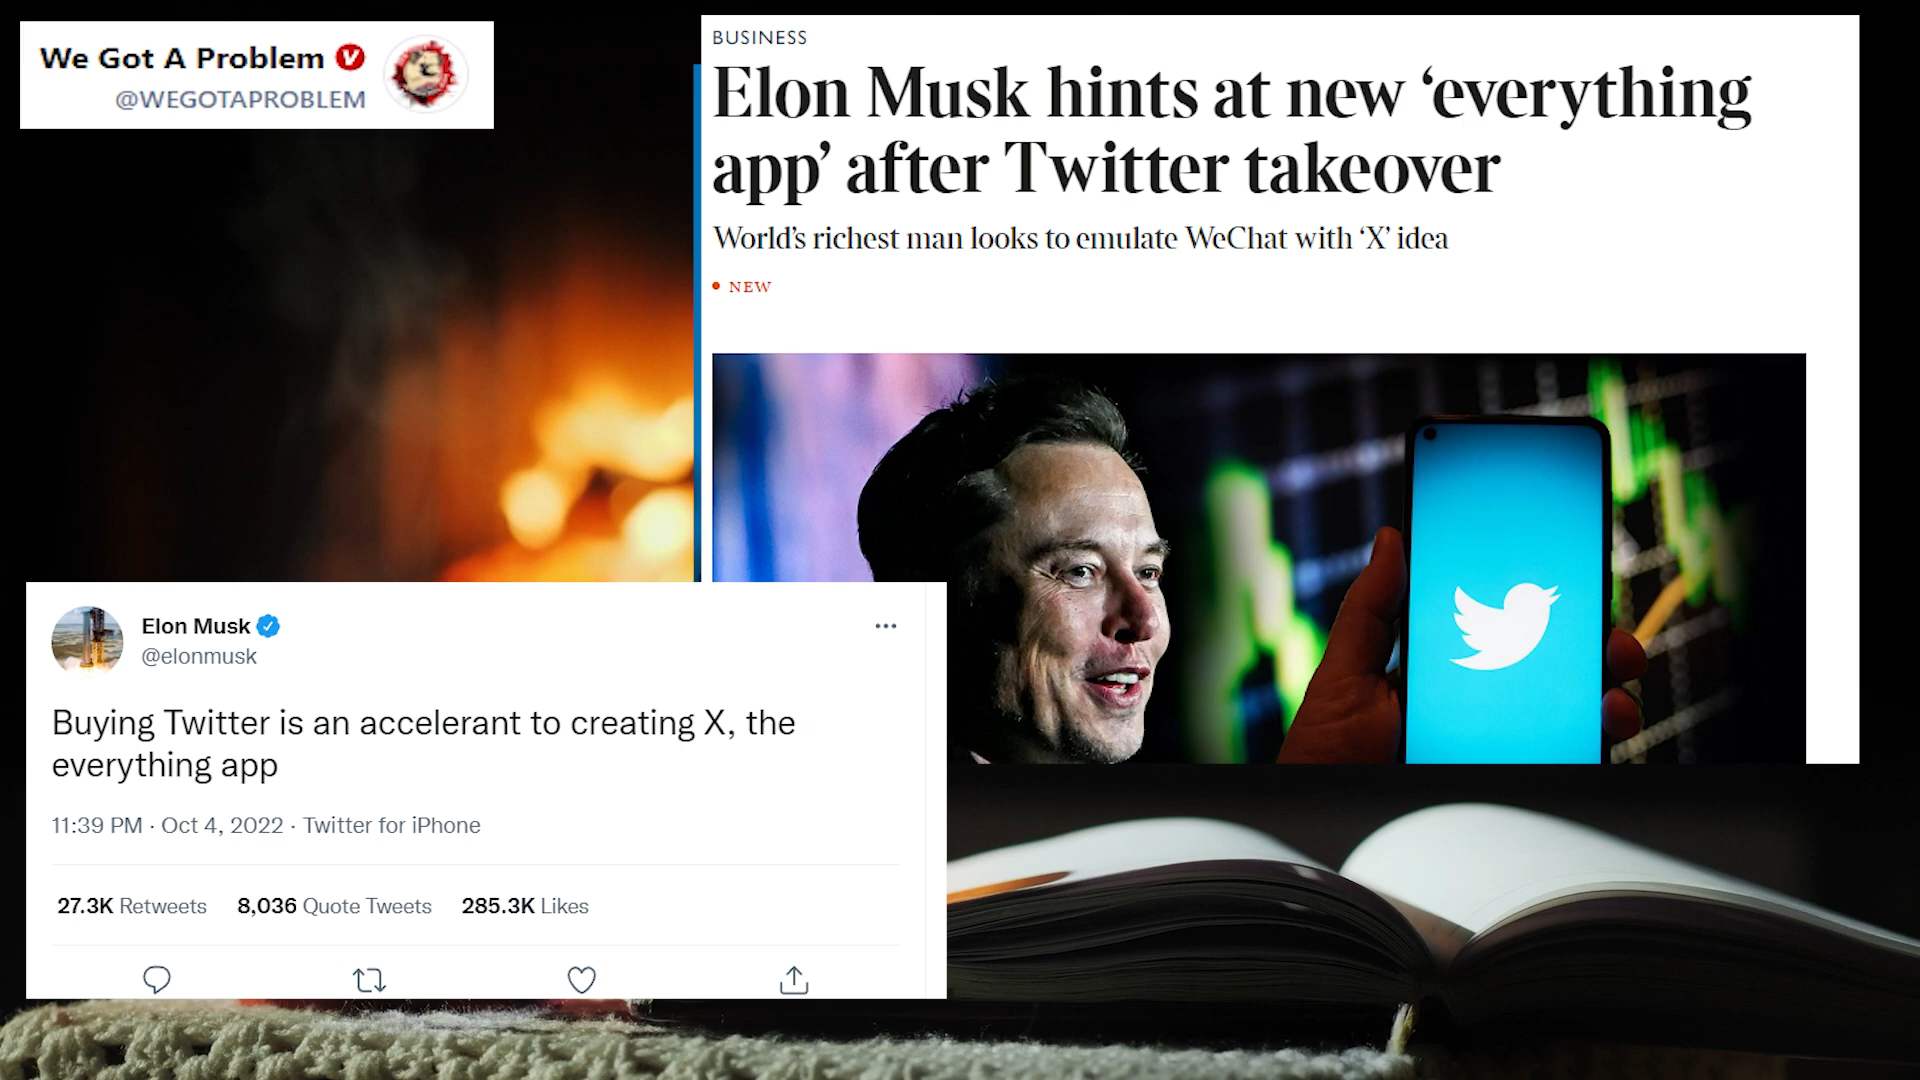 We Got A Problem
@WEGOTAPROBLEM
BUSINESS
Elon Musk hints at new ‘everything
app’ after Twitter takeover
World’s richest man looks to emulate WeChat with ‘X’ idea
• NEW
Elon Musk
@elonmusk
Buying Twitter is an accelerant to creating X, the
everything app
11:39 PM · Oct 4, 2022 · Twitter for iPhone
27.3K Retweets 8,036 Quote Tweets 285.3K Likes